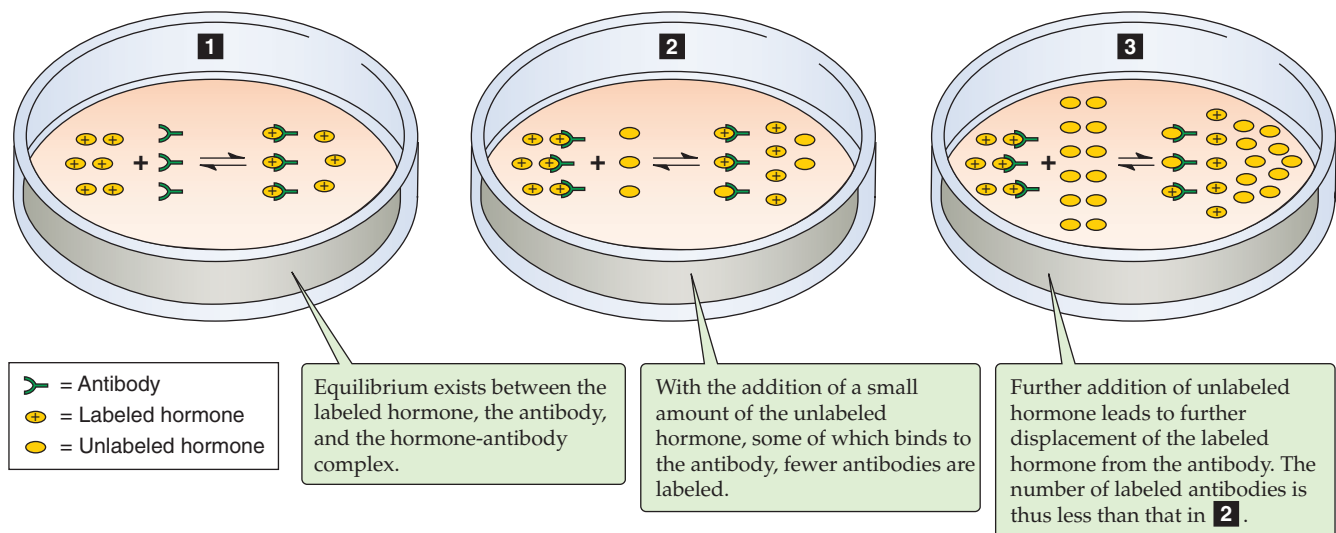 1
2
3
= Antibody
= Labeled hormone
= Unlabeled hormone
Equilibrium exists between the
labeled hormone, the antibody,
and the hormone-antibody
complex.
With the addition of a small
amount of the unlabeled
hormone, some of which binds to
the antibody, fewer antibodies are
labeled.
Further addition of unlabeled
hormone leads to further
displacement of the labeled
hormone from the antibody. The
number of labeled antibodies is
thus less than that in 2 .